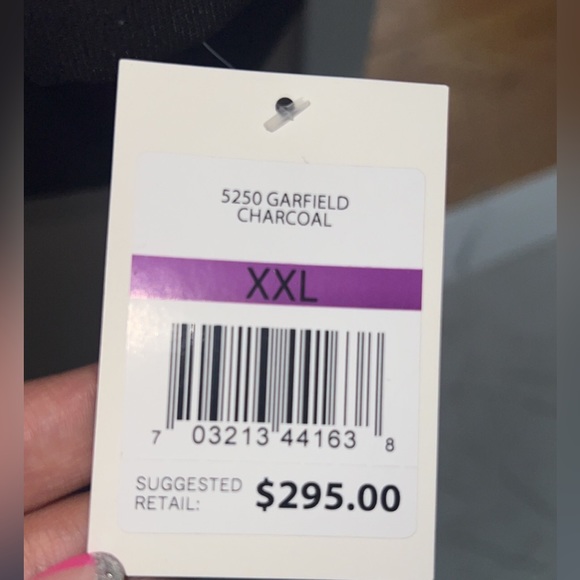 5250 GARFIELD
CHARCOAL
XXL
7 03213 44163 8
SUGGESTED
RETAIL: $295.00